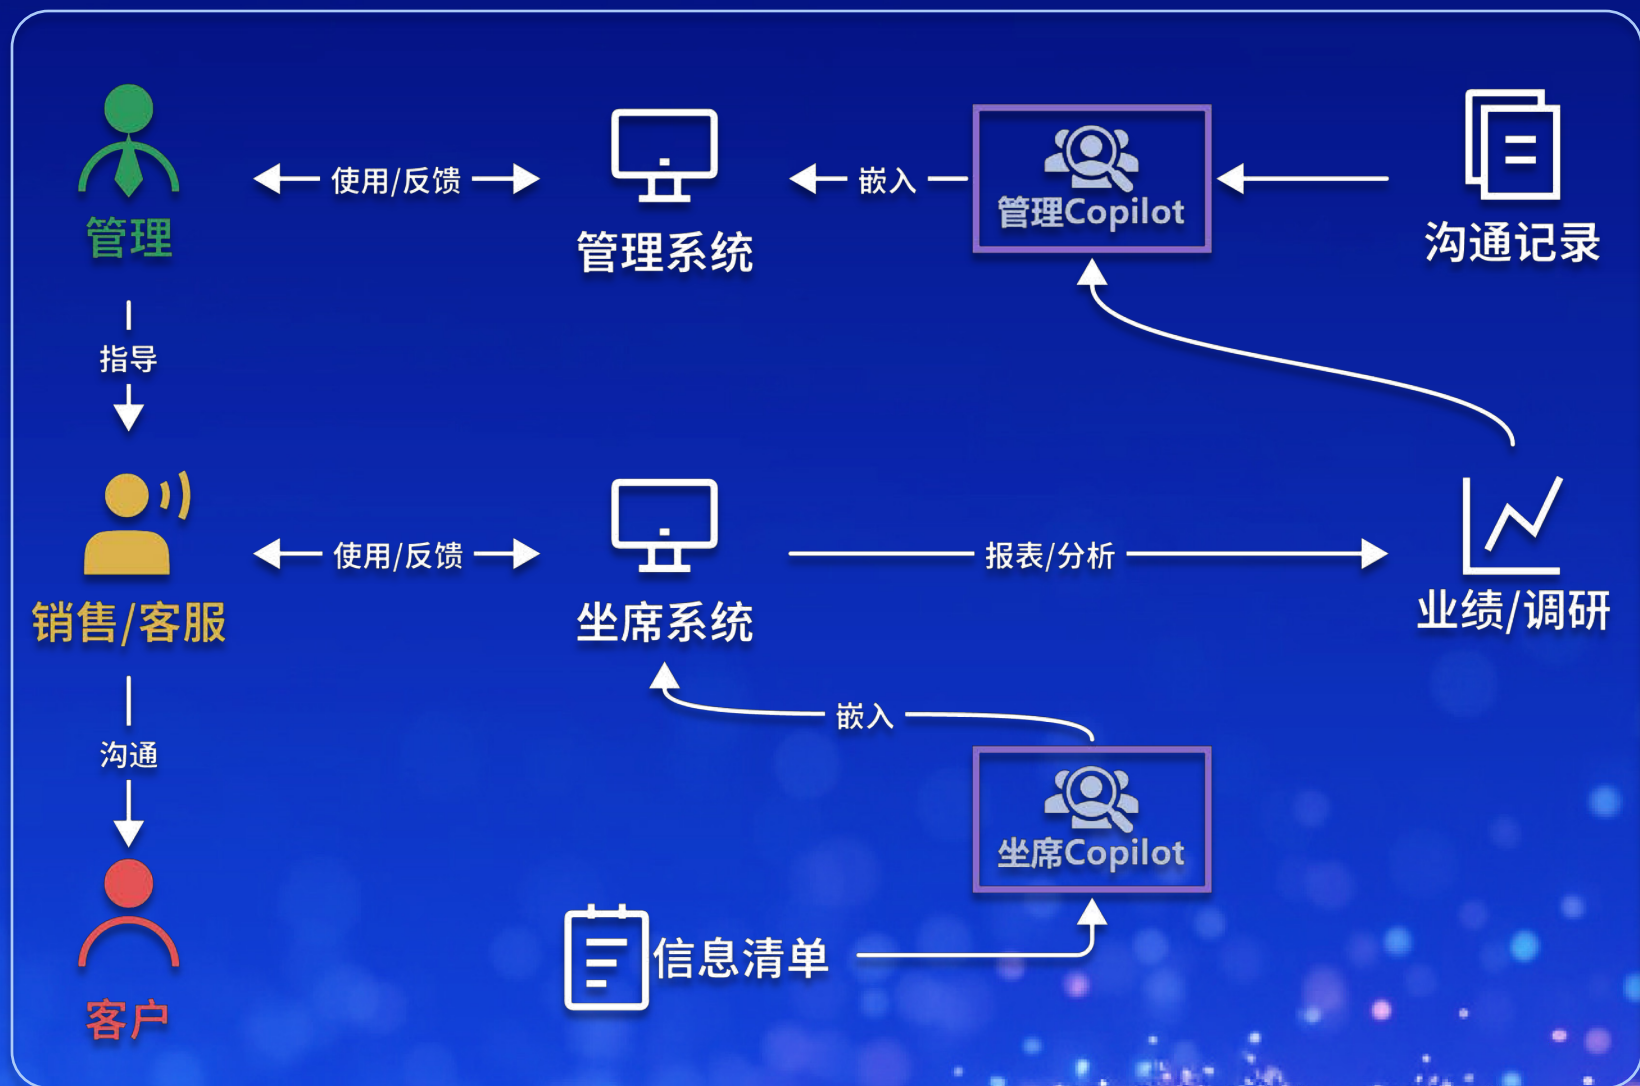 使用/反馈
嵌入
管理Copilot
管理
管理系统
沟通记录
指导
使用/反馈
报表/分析
销售/客服
坐席系统
业绩/调研
嵌入
沟通
坐席Copilot
信息清单
客户